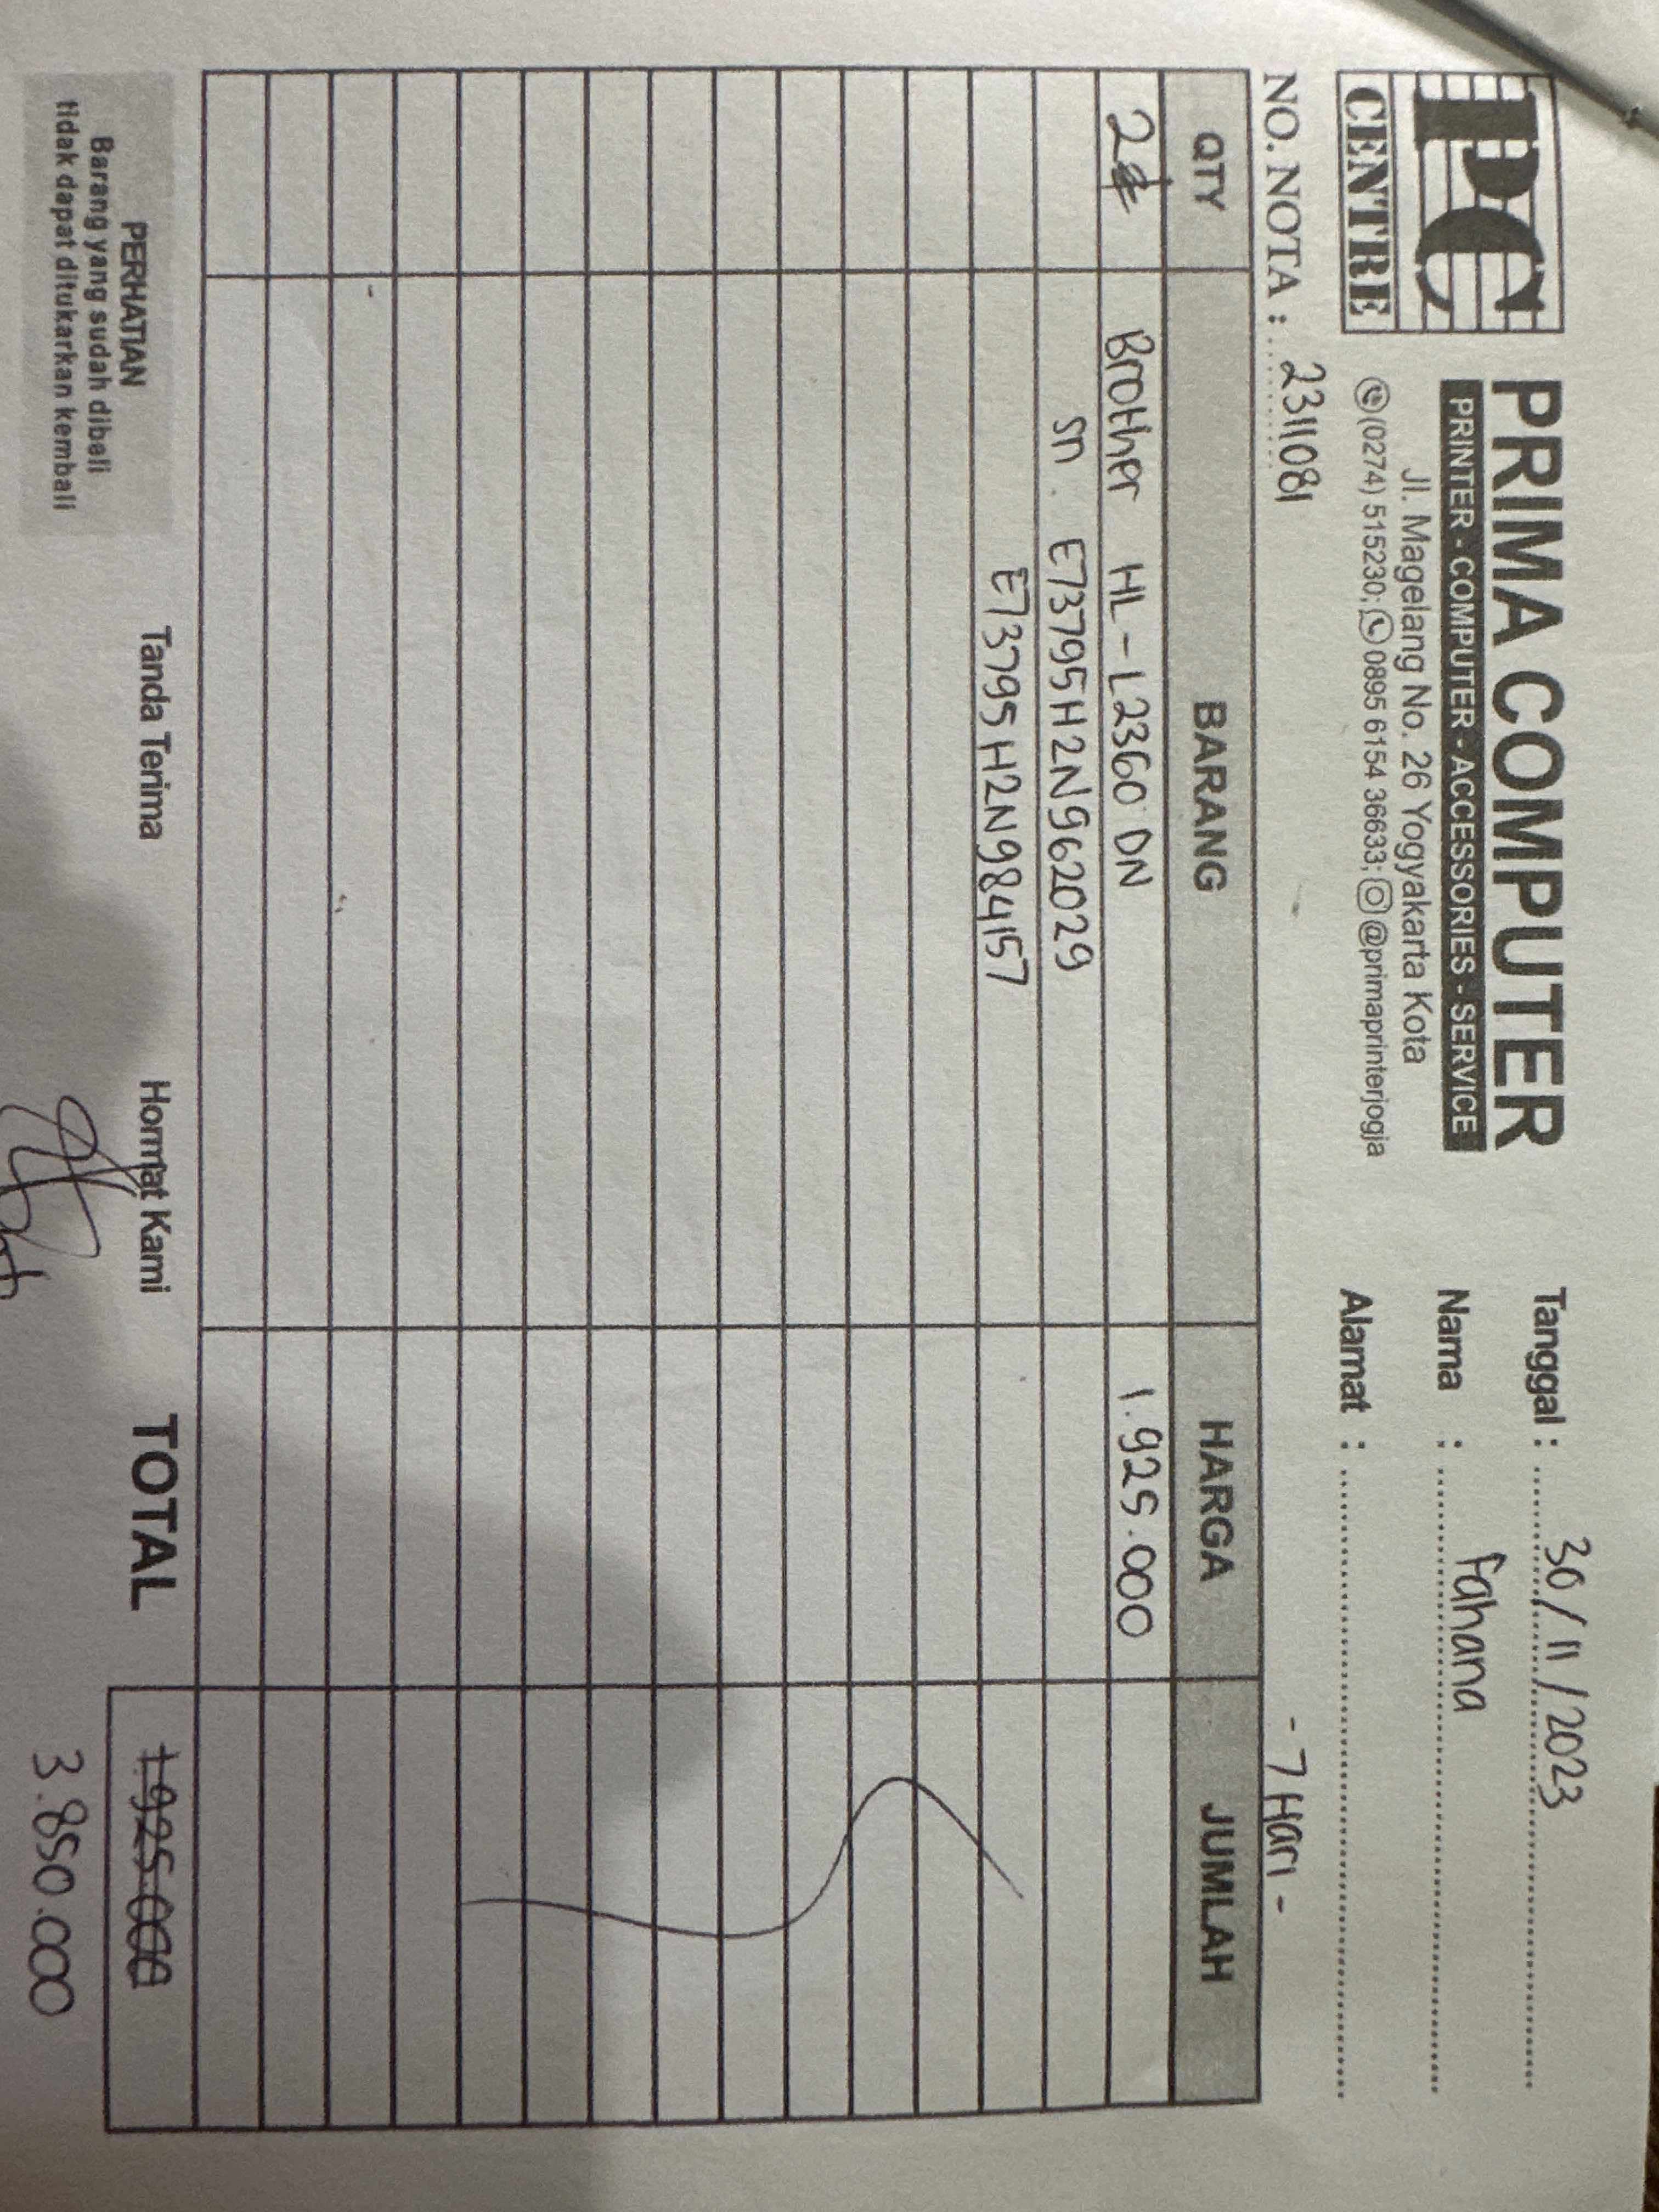 PC
CENTRE
PRIMA COMPUTER
PRINTER - COMPUTER - ACCESSORIES - SERVICE
Jl. Magelang No. 26 Yogyakarta Kota
(0274) 515230; 0895 6154 36633; @primaprinterjogja
Tanggal : 30/11/2023
Nama : Fahana
Alamat :
NO. NOTA : 2311081
- 7 Hari -
QTY BARANG HARGA JUMLAH
2 Brother HL-L2360 DN 1.925.000
sn. E73795H2N962029
E73795H2N984157
PERHATIAN
Barang yang sudah dibeli
tidak dapat ditukarkan kembali
Tanda Terima
Hormat Kami
TOTAL
1.925.000
3.850.000